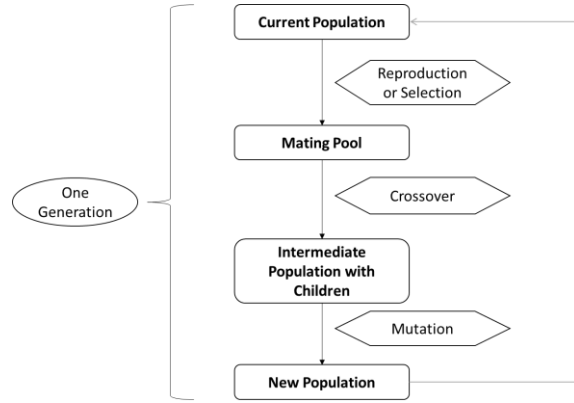 Current Population
Reproduction
or Selection
Mating Pool
One
Generation
Crossover
Intermediate
Population with
Children
Mutation
New Population